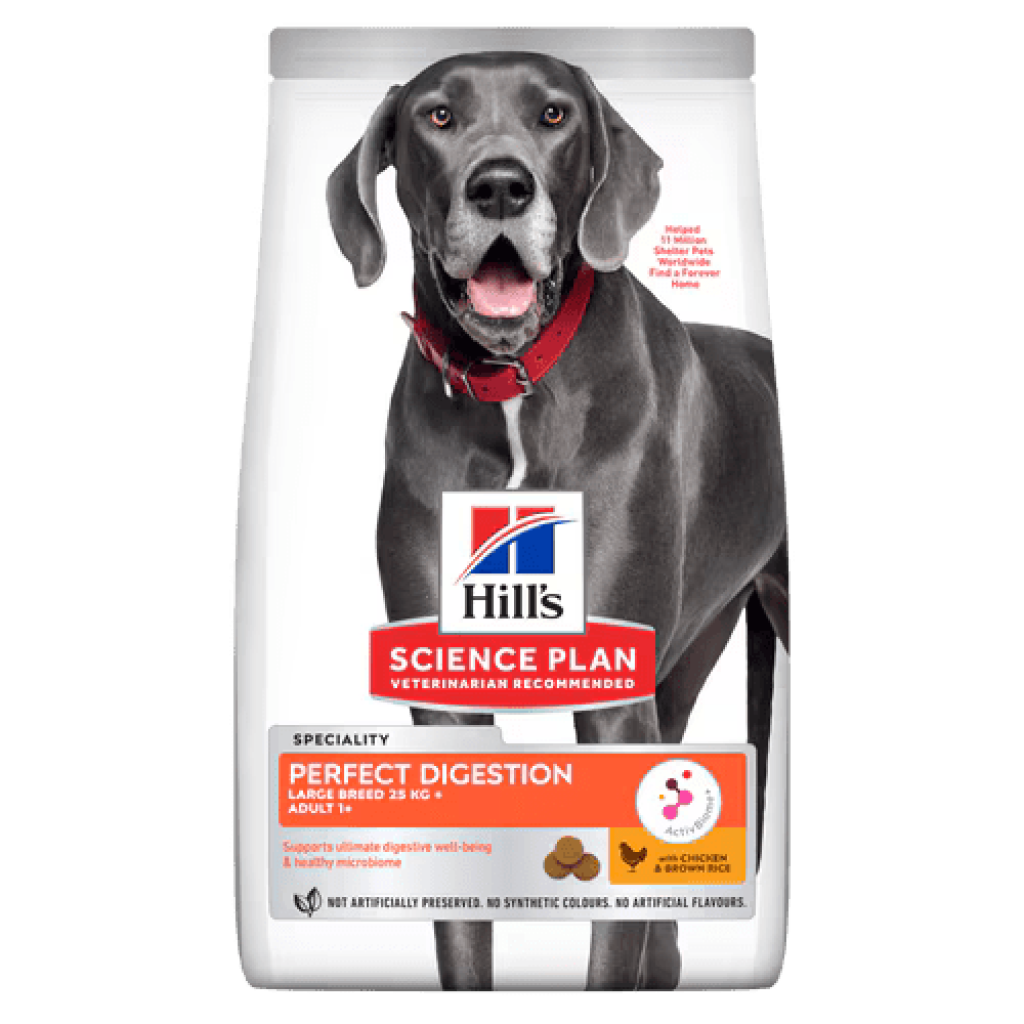 Helped
11 Million
Shelter Pets
Worldwide
Find a Forever
Home
Hill's
SCIENCE PLAN
VETERINARIAN RECOMMENDED
SPECIALITY
PERFECT DIGESTION
LARGE BREED 25 KG +
ADULT 1+
ActivBiome+
Supports ultimate digestive well-being
& healthy microbiome
with CHICKEN
& BROWN RICE
NOT ARTIFICIALLY PRESERVED. NO SYNTHETIC COLOURS. NO ARTIFICIAL FLAVOURS.